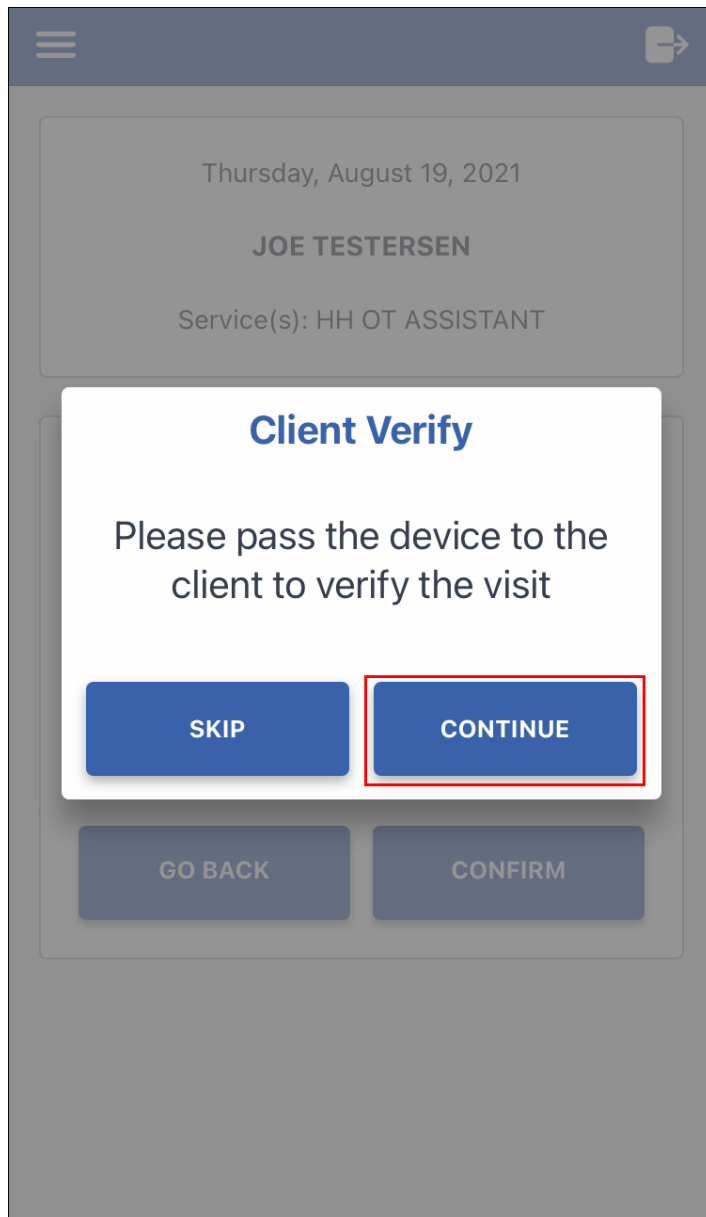 Thursday, August 19, 2021
JOE TESTERSEN
Service(s): HH OT ASSISTANT
Client Verify
Please pass the device to the
client to verify the visit
SKIP
CONTINUE
GO BACK
CONFIRM